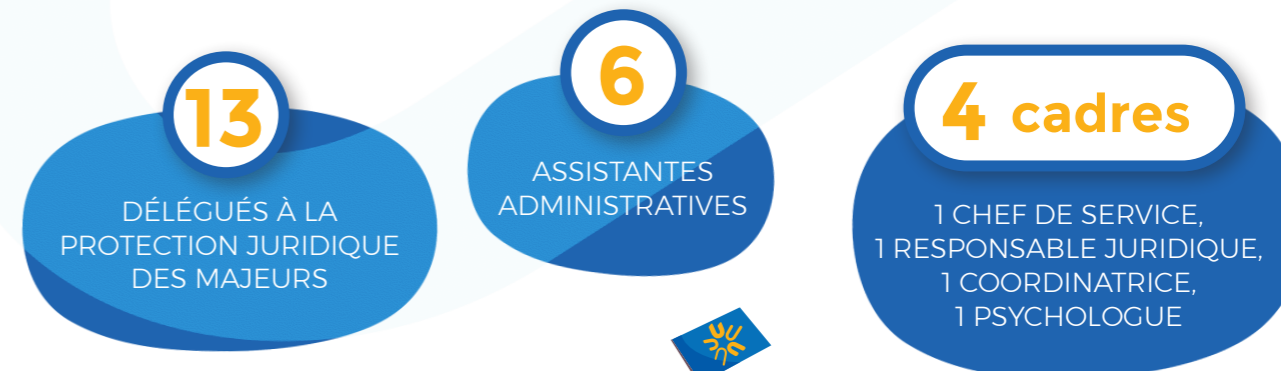 13
DÉLÉGUÉS À LA
PROTECTION JURIDIQUE
DES MAJEURS
6
ASSISTANTES
ADMINISTRATIVES
4 cadres
1 CHEF DE SERVICE,
1 RESPONSABLE JURIDIQUE,
1 COORDINATRICE,
1 PSYCHOLOGUE